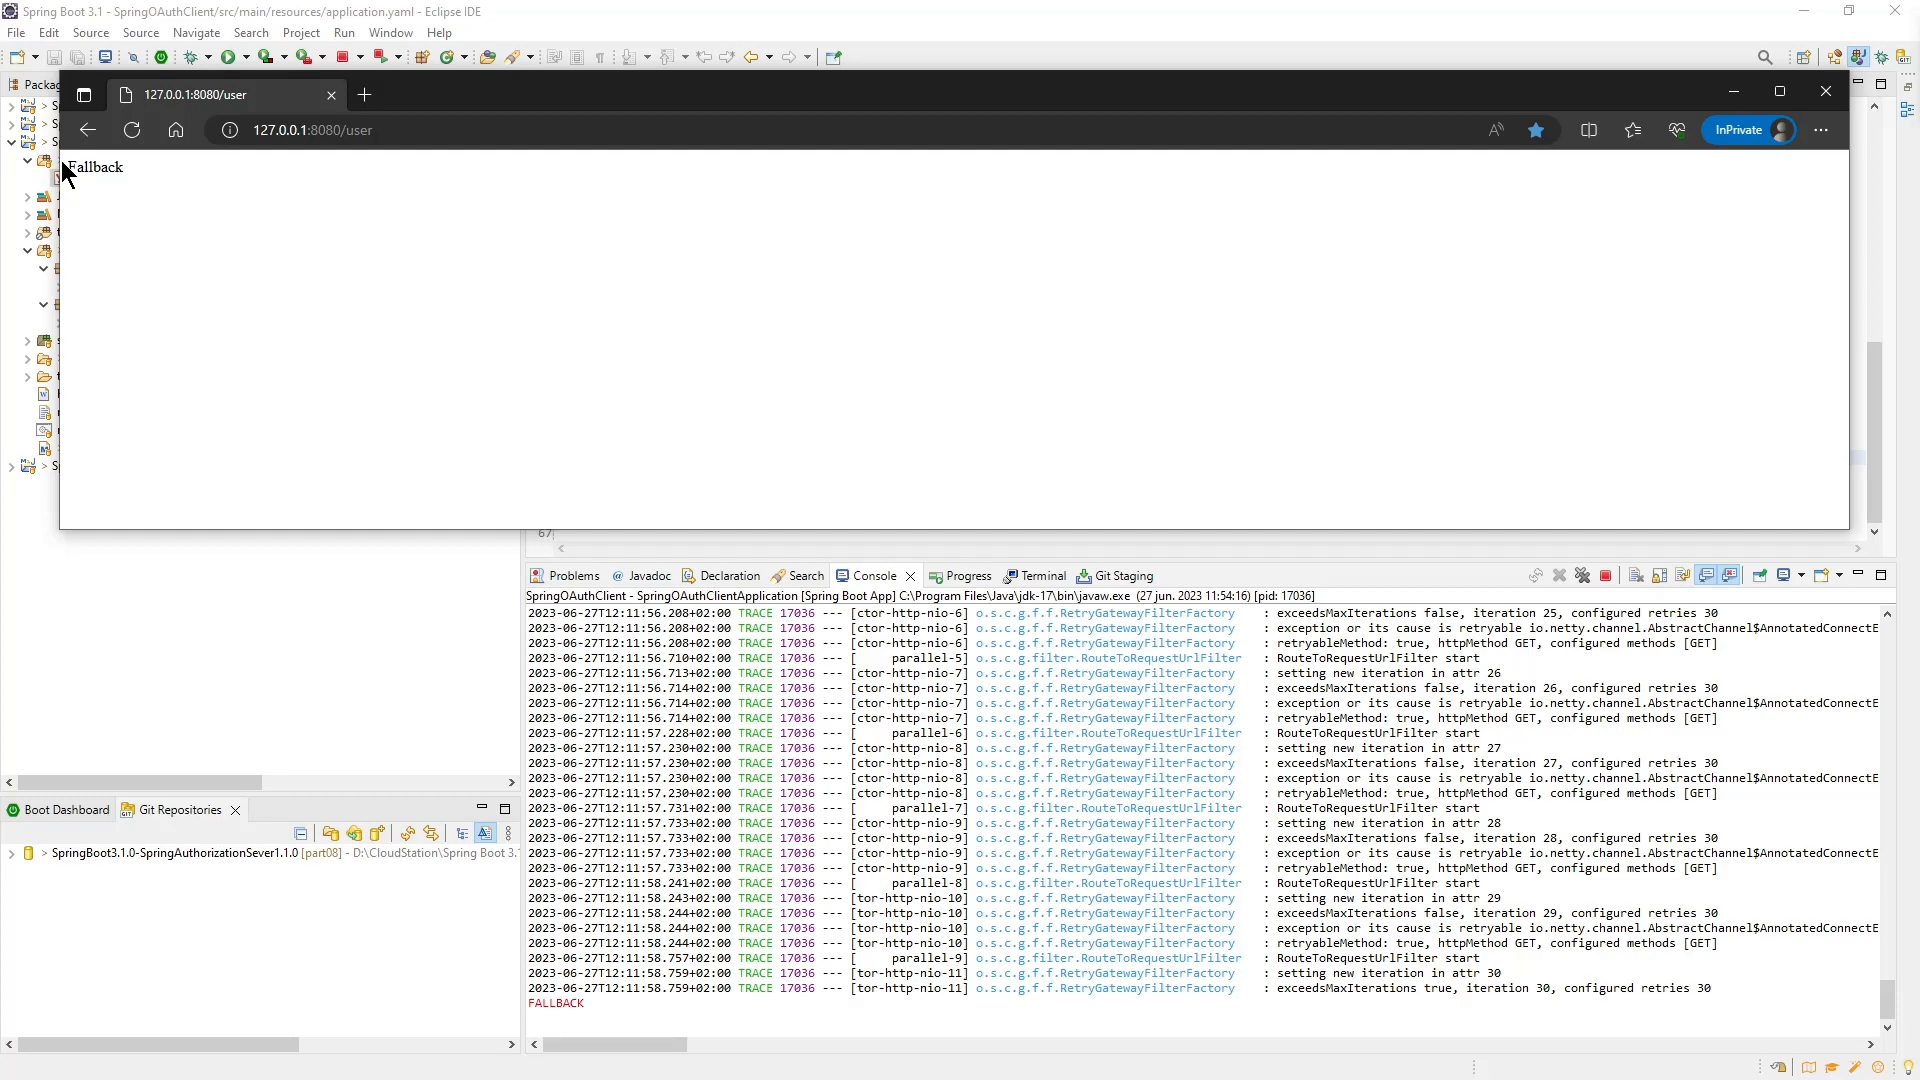 Spring Boot 3.1 - SpringOAuthClient/src/main/resources/application.yaml - Eclipse IDE
File Edit Source Source Navigate Search Project Run Window Help
Packag
127.0.0.1:8080/user
127.0.0.1:8080/user
InPrivate
Fallback
67
Problems @ Javadoc Declaration Search Console Progress Terminal Git Staging
SpringOAuthClient - SpringOAuthClientApplication [Spring Boot App] C:\Program Files\Java\jdk-17\bin\javaw.exe (27 jun. 2023 11:54:16) [pid: 17036]
2023-06-27T12:11:56.208+02:00 TRACE 17036 --- [ctor-http-nio-6] o.s.c.g.f.f.RetryGatewayFilterFactory : exceedsMaxIterations false, iteration 25, configured retries 30
2023-06-27T12:11:56.208+02:00 TRACE 17036 --- [ctor-http-nio-6] o.s.c.g.f.f.RetryGatewayFilterFactory : exception or its cause is retryable io.netty.channel.AbstractChannel$AnnotatedConnectE
2023-06-27T12:11:56.208+02:00 TRACE 17036 --- [ctor-http-nio-6] o.s.c.g.f.f.RetryGatewayFilterFactory : retryableMethod: true, httpMethod GET, configured methods [GET]
2023-06-27T12:11:56.710+02:00 TRACE 17036 --- [ parallel-5] o.s.c.g.filter.RouteToRequestUrlFilter : RouteToRequestUrlFilter start
2023-06-27T12:11:56.713+02:00 TRACE 17036 --- [ctor-http-nio-7] o.s.c.g.f.f.RetryGatewayFilterFactory : setting new iteration in attr 26
2023-06-27T12:11:56.714+02:00 TRACE 17036 --- [ctor-http-nio-7] o.s.c.g.f.f.RetryGatewayFilterFactory : exceedsMaxIterations false, iteration 26, configured retries 30
2023-06-27T12:11:56.714+02:00 TRACE 17036 --- [ctor-http-nio-7] o.s.c.g.f.f.RetryGatewayFilterFactory : exception or its cause is retryable io.netty.channel.AbstractChannel$AnnotatedConnectE
2023-06-27T12:11:56.714+02:00 TRACE 17036 --- [ctor-http-nio-7] o.s.c.g.f.f.RetryGatewayFilterFactory : retryableMethod: true, httpMethod GET, configured methods [GET]
2023-06-27T12:11:57.228+02:00 TRACE 17036 --- [ parallel-6] o.s.c.g.filter.RouteToRequestUrlFilter : RouteToRequestUrlFilter start
2023-06-27T12:11:57.230+02:00 TRACE 17036 --- [ctor-http-nio-8] o.s.c.g.f.f.RetryGatewayFilterFactory : setting new iteration in attr 27
2023-06-27T12:11:57.230+02:00 TRACE 17036 --- [ctor-http-nio-8] o.s.c.g.f.f.RetryGatewayFilterFactory : exceedsMaxIterations false, iteration 27, configured retries 30
2023-06-27T12:11:57.230+02:00 TRACE 17036 --- [ctor-http-nio-8] o.s.c.g.f.f.RetryGatewayFilterFactory : exception or its cause is retryable io.netty.channel.AbstractChannel$AnnotatedConnectE
2023-06-27T12:11:57.230+02:00 TRACE 17036 --- [ctor-http-nio-8] o.s.c.g.f.f.RetryGatewayFilterFactory : retryableMethod: true, httpMethod GET, configured methods [GET]
2023-06-27T12:11:57.731+02:00 TRACE 17036 --- [ parallel-7] o.s.c.g.filter.RouteToRequestUrlFilter : RouteToRequestUrlFilter start
2023-06-27T12:11:57.733+02:00 TRACE 17036 --- [ctor-http-nio-9] o.s.c.g.f.f.RetryGatewayFilterFactory : setting new iteration in attr 28
2023-06-27T12:11:57.733+02:00 TRACE 17036 --- [ctor-http-nio-9] o.s.c.g.f.f.RetryGatewayFilterFactory : exceedsMaxIterations false, iteration 28, configured retries 30
2023-06-27T12:11:57.733+02:00 TRACE 17036 --- [ctor-http-nio-9] o.s.c.g.f.f.RetryGatewayFilterFactory : exception or its cause is retryable io.netty.channel.AbstractChannel$AnnotatedConnectE
2023-06-27T12:11:57.733+02:00 TRACE 17036 --- [ctor-http-nio-9] o.s.c.g.f.f.RetryGatewayFilterFactory : retryableMethod: true, httpMethod GET, configured methods [GET]
2023-06-27T12:11:58.241+02:00 TRACE 17036 --- [ parallel-8] o.s.c.g.filter.RouteToRequestUrlFilter : RouteToRequestUrlFilter start
2023-06-27T12:11:58.243+02:00 TRACE 17036 --- [tor-http-nio-10] o.s.c.g.f.f.RetryGatewayFilterFactory : setting new iteration in attr 29
2023-06-27T12:11:58.244+02:00 TRACE 17036 --- [tor-http-nio-10] o.s.c.g.f.f.RetryGatewayFilterFactory : exceedsMaxIterations false, iteration 29, configured retries 30
2023-06-27T12:11:58.244+02:00 TRACE 17036 --- [tor-http-nio-10] o.s.c.g.f.f.RetryGatewayFilterFactory : exception or its cause is retryable io.netty.channel.AbstractChannel$AnnotatedConnectE
2023-06-27T12:11:58.244+02:00 TRACE 17036 --- [tor-http-nio-10] o.s.c.g.f.f.RetryGatewayFilterFactory : retryableMethod: true, httpMethod GET, configured methods [GET]
2023-06-27T12:11:58.757+02:00 TRACE 17036 --- [ parallel-9] o.s.c.g.filter.RouteToRequestUrlFilter : RouteToRequestUrlFilter start
2023-06-27T12:11:58.759+02:00 TRACE 17036 --- [tor-http-nio-11] o.s.c.g.f.f.RetryGatewayFilterFactory : setting new iteration in attr 30
2023-06-27T12:11:58.759+02:00 TRACE 17036 --- [tor-http-nio-11] o.s.c.g.f.f.RetryGatewayFilterFactory : exceedsMaxIterations true, iteration 30, configured retries 30
FALLBACK
Boot Dashboard Git Repositories
> SpringBoot3.1.0-SpringAuthorizationSever1.1.0 [part08] - D:\CloudStation\Spring Boot 3.